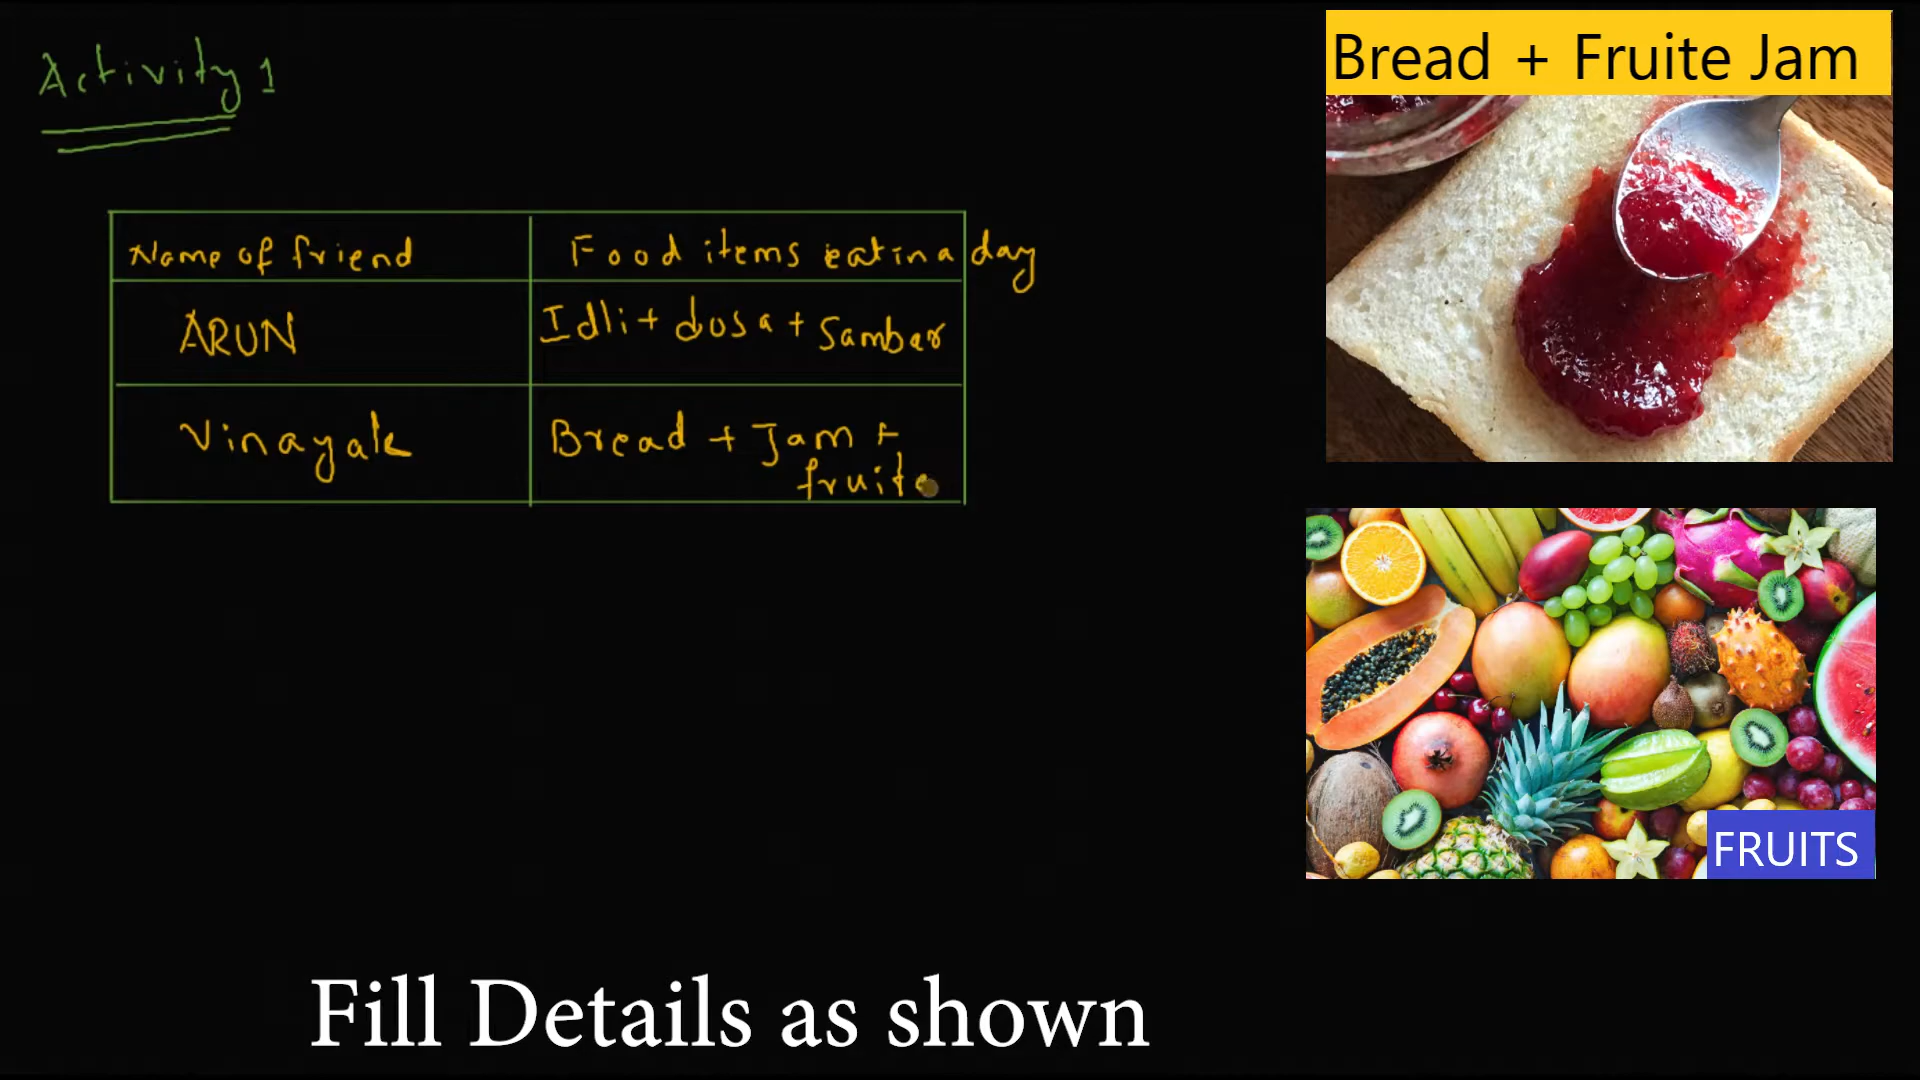 Activity 1
Name of friend
Food items eat in a day
ARUN
Idli + dosa + Sambar
Vinayak
Bread + Jam +
fruite
Bread + Fruite Jam
FRUITS
Fill Details as shown